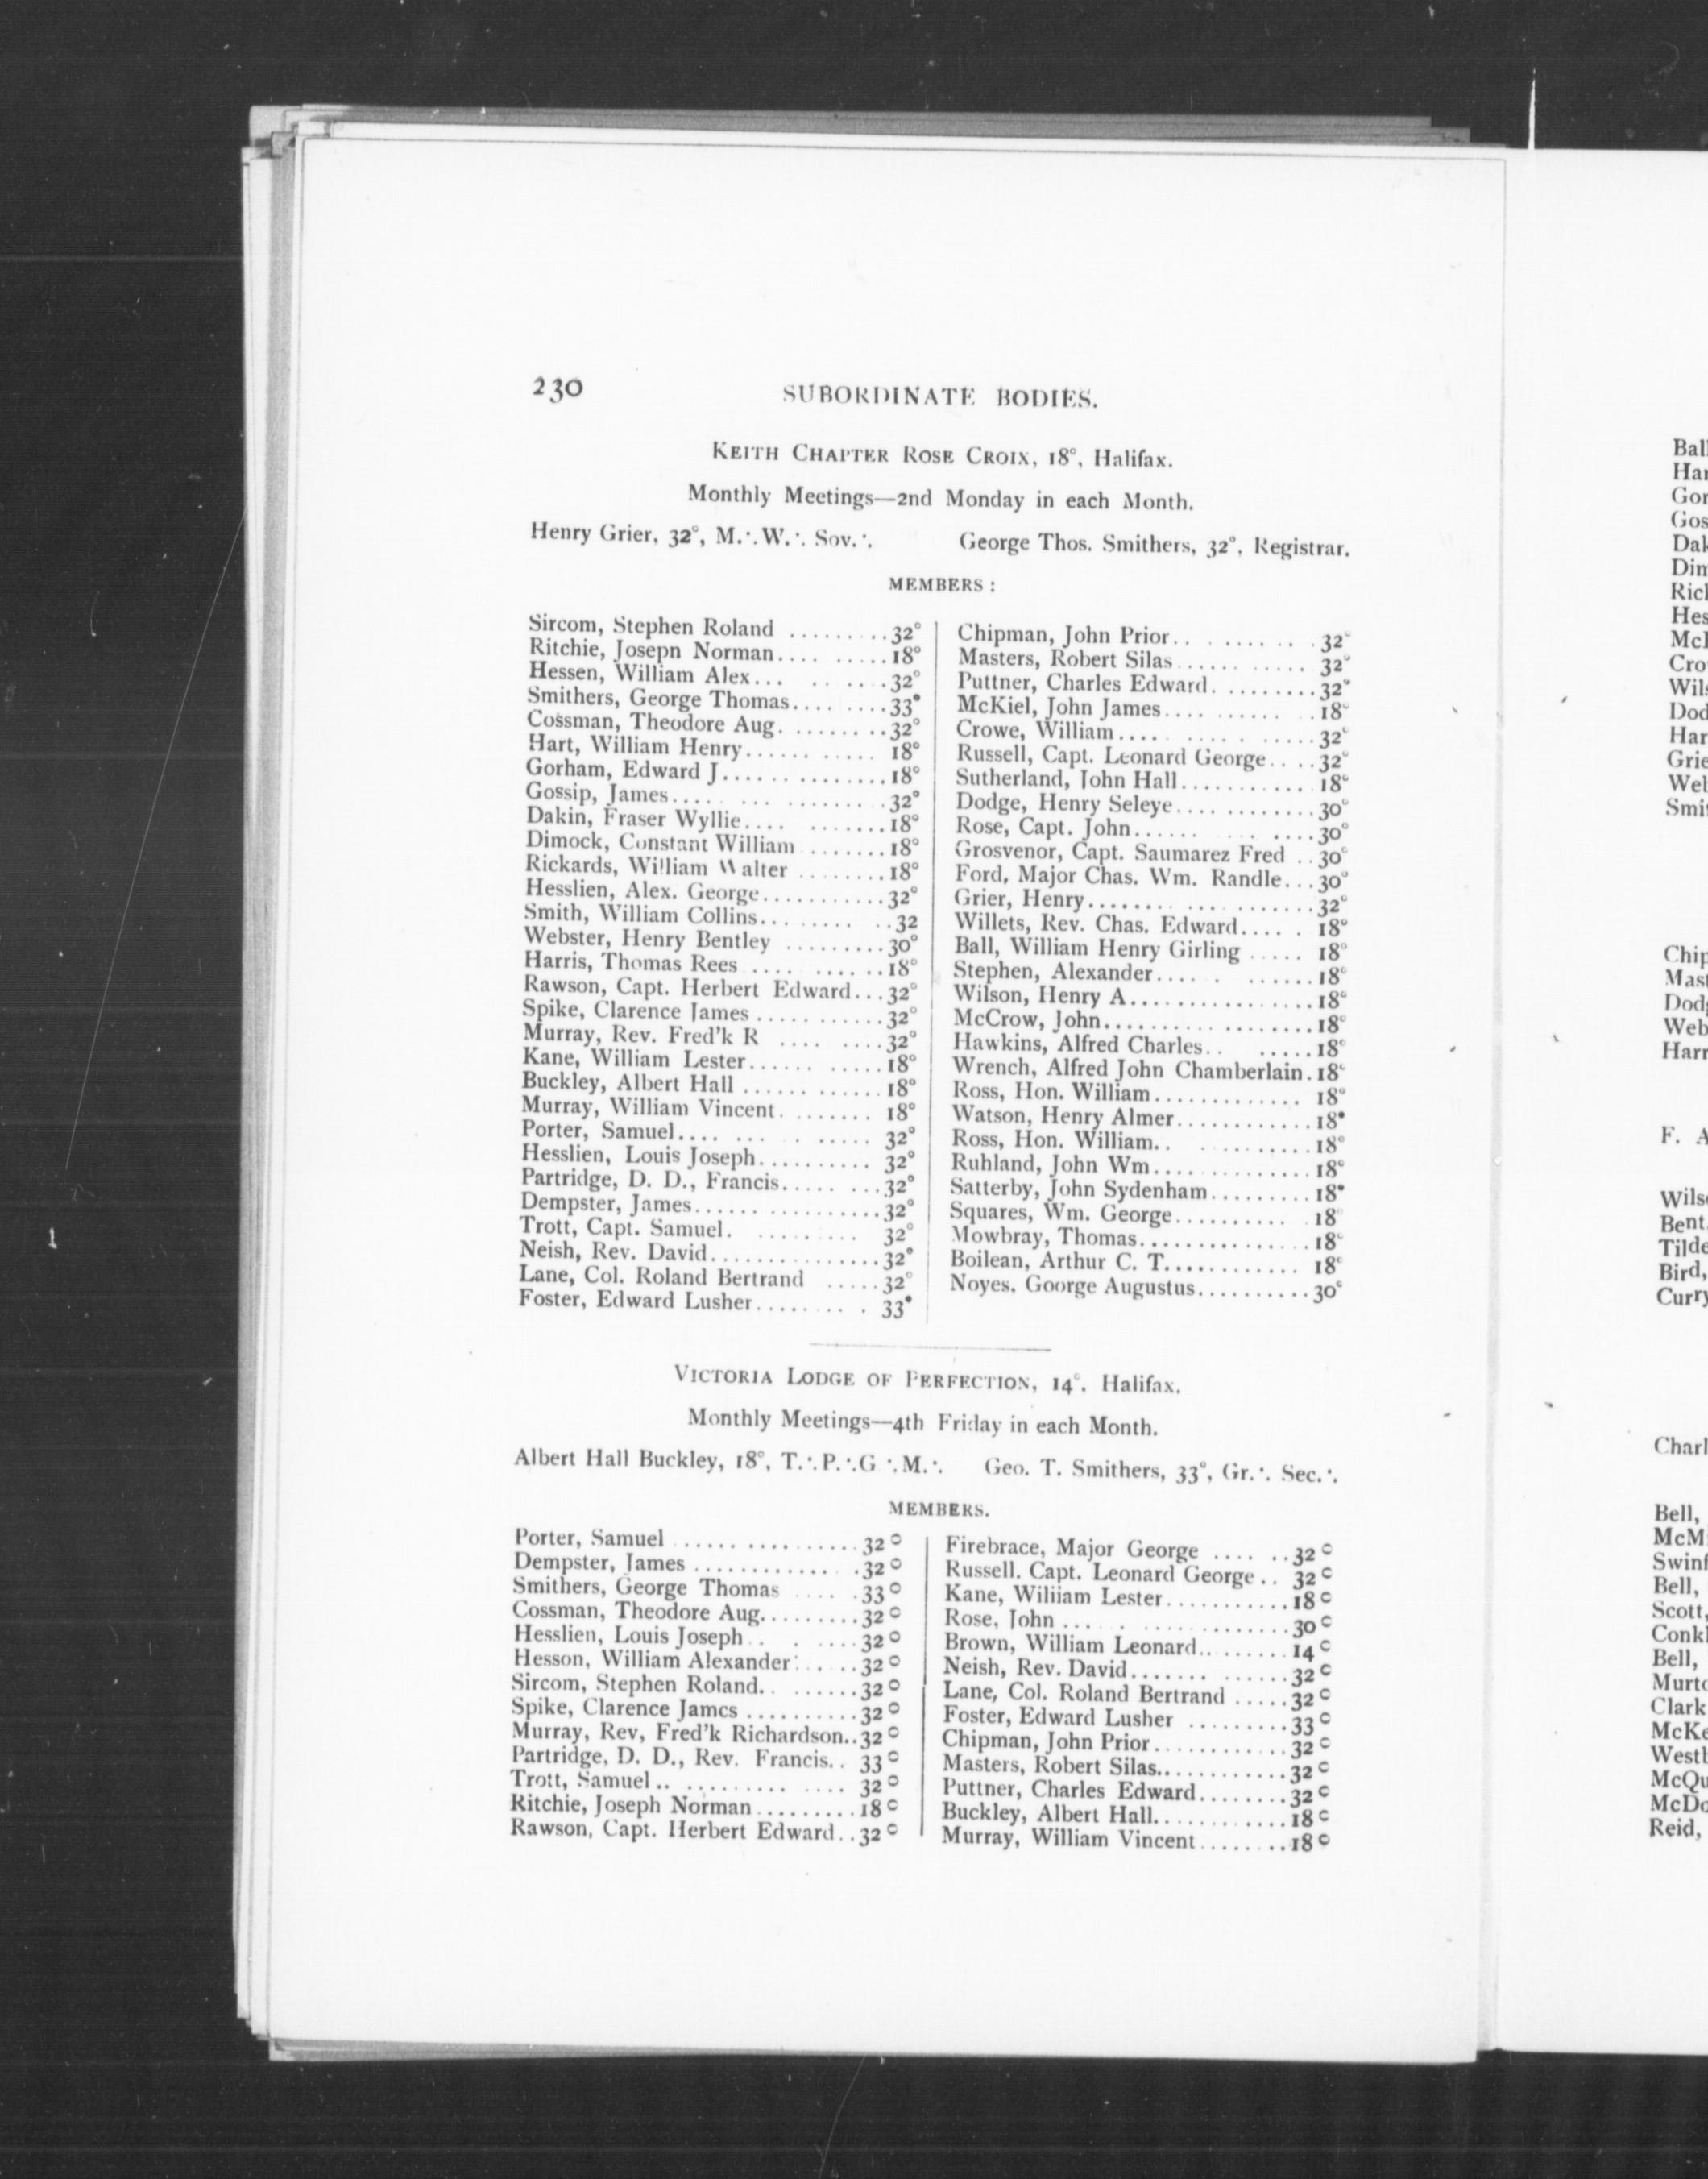 230
SUBORDINATE BODIES.
KEITH CHAPTER ROSE CROIX, 18°, Halifax.
Monthly Meetings—2nd Monday in each Month.
Henry Grier, 32°, M.·.W.·. Sov.·. George Thos. Smithers, 32°, Registrar.
MEMBERS :
Sircom, Stephen Roland .........32°
Ritchie, Josepn Norman.... .....18°
Hessen, William Alex... .. ....32°
Smithers, George Thomas.... ....33°
Cossman, Theodore Aug. ........32°
Hart, William Henry...... ..... 18°
Gorham, Edward J..............18°
Gossip, James.... ... ........32°
Dakin, Fraser Wyllie.... .......18°
Dimock, Constant William .......18°
Rickards, William Walter ........18°
Hesslien, Alex. George...........32°
Smith, William Collins......... ..32
Webster, Henry Bentley .........30°
Harris, Thomas Rees .... ......18°
Rawson, Capt. Herbert Edward...32°
Spike, Clarence James ...........32°
Murray, Rev. Fred'k R .... ....32°
Kane, William Lester...... .....18°
Buckley, Albert Hall ............18°
Murray, William Vincent. ....... 18°
Porter, Samuel.... ... . ..... 32°
Hesslien, Louis Joseph.......... 32°
Partridge, D. D., Francis..... ...32°
Dempster, James...... .........32°
Trott, Capt. Samuel. ......... 32°
Neish, Rev. David..............32°
Lane, Col. Roland Bertrand .....32°
Foster, Edward Lusher........ . 33°
Chipman, John Prior.. ....... .32°
Masters, Robert Silas............32°
Puttner, Charles Edward. ........32°
McKiel, John James.... ...... ..18°
Crowe, William.... ..... .....32°
Russell, Capt. Leonard George....32°
Sutherland, John Hall...........18°
Dodge, Henry Seleye............30°
Rose, Capt. John...... .... ....30°
Grosvenor, Capt. Saumarez Fred ..30°
Ford, Major Chas. Wm. Randle...30°
Grier, Henry........ ... .......32°
Willets, Rev. Chas. Edward..... . 18°
Ball, William Henry Girling ..... 18°
Stephen, Alexander.... . ......18°
Wilson, Henry A................18°
McCrow, John..................18°
Hawkins, Alfred Charles.. .....18°
Wrench, Alfred John Chamberlain.18°
Ross, Hon. William............. 18°
Watson, Henry Almer............18°
Ross, Hon. William.. ..........18°
Ruhland, John Wm..............18°
Satterby, John Sydenham.........18°
Squares, Wm. George.......... 18
Mowbray, Thomas...............18°
Boilean, Arthur C. T............ 18°
Noyes. Goorge Augustus..........30°
VICTORIA LODGE OF PERFECTION, 14°, Halifax.
Monthly Meetings—4th Friday in each Month.
Albert Hall Buckley, 18°, T.·.P.·.G ·.M.·. Geo. T. Smithers, 33°, Gr.·. Sec.·.
MEMBERS.
Porter, Samuel ...............32°
Dempster, James ............ .32°
Smithers, George Thomas .... .33°
Cossman, Theodore Aug.........32°
Hesslien, Louis Joseph.. . ....32°
Hesson, William Alexander......32°
Sircom, Stephen Roland.. ......32°
Spike, Clarence Jamcs ..........32°
Murray, Rev, Fred'k Richardson..32°
Partridge, D. D., Rev. Francis.. 33°
Trott, Samuel .. ......... .... 32°
Ritchie, Joseph Norman.........18°
Rawson, Capt. Herbert Edward..32°
Firebrace, Major George .... ..32°
Russell. Capt. Leonard George.. 32°
Kane, Wiliiam Lester...........18°
Rose, John ... . .............30°
Brown, William Leonard.........14°
Neish, Rev. David....... ......32°
Lane, Col. Roland Bertrand .....32°
Foster, Edward Lusher .........33°
Chipman, John Prior............32°
Masters, Robert Silas............32°
Puttner, Charles Edward........32°
Buckley, Albert Hall............18°
Murray, William Vincent........18°
F.
Bent
Bird,
Curry
Bell,
Bell,
Scott,
Bell,
Clark
Reid,